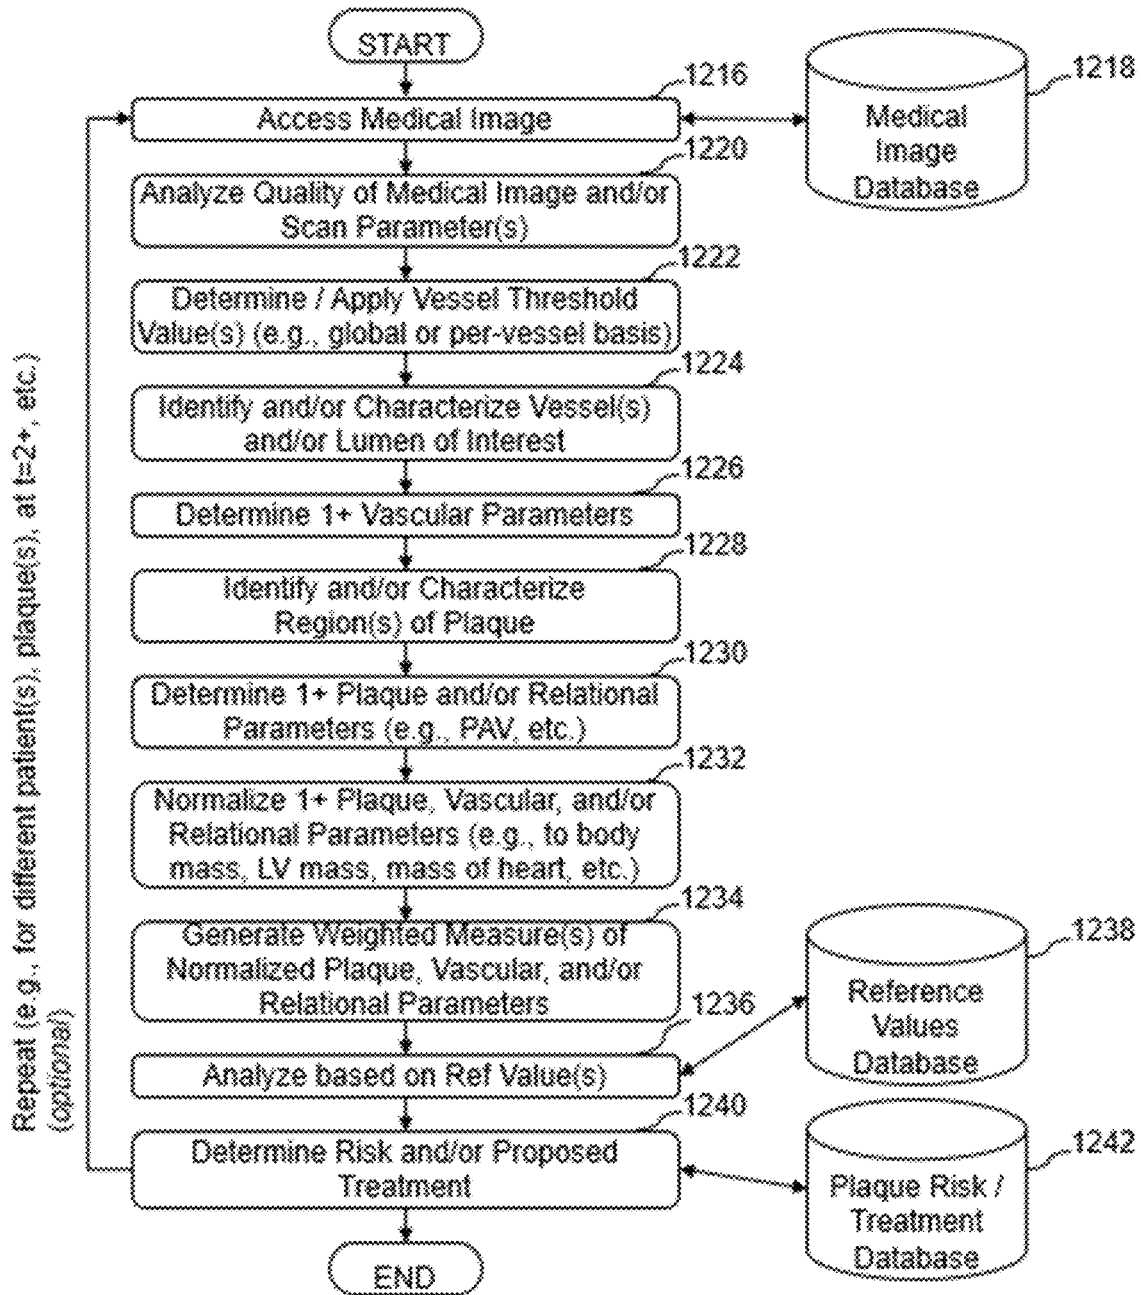 START
1216
Access Medical Image
1218
Medical
Image
Database
1220
Analyze Quality of Medical Image and/or
Scan Parameter(s)
1222
Determine / Apply Vessel Threshold
Value(s) (e.g., global or per-vessel basis)
1224
Identify and/or Characterize Vessel(s)
and/or Lumen of Interest
1226
Determine 1+ Vascular Parameters
1228
Identify and/or Characterize
Region(s) of Plaque
1230
Determine 1+ Plaque and/or Relational
Parameters (e.g., PAV, etc.)
1232
Normalize 1+ Plaque, Vascular, and/or
Relational Parameters (e.g., to body
mass, LV mass, mass of heart, etc.)
1234
Generate Weighted Measure(s) of
Normalized Plaque, Vascular, and/or
Relational Parameters
1236
Analyze based on Ref Value(s)
1238
Reference
Values
Database
1240
Determine Risk and/or Proposed
Treatment
1242
Plaque Risk /
Treatment
Database
END
Repeat (e.g., for different patient(s), plaque(s), at t=2+, etc.)
(optional)